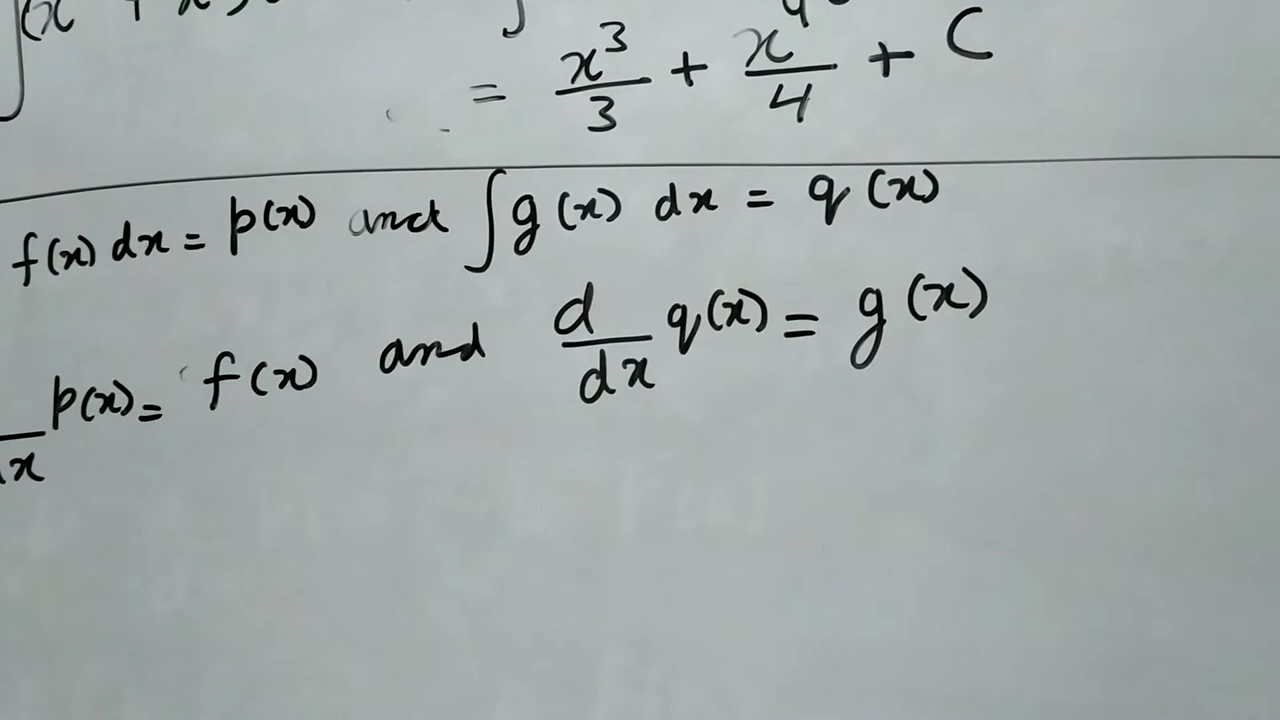 = x³/3 + x⁴/4 + C
f(x) dx = p(x) and ∫g(x) dx = q(x)
p(x) = f(x) and d/dx q(x) = g(x)
x